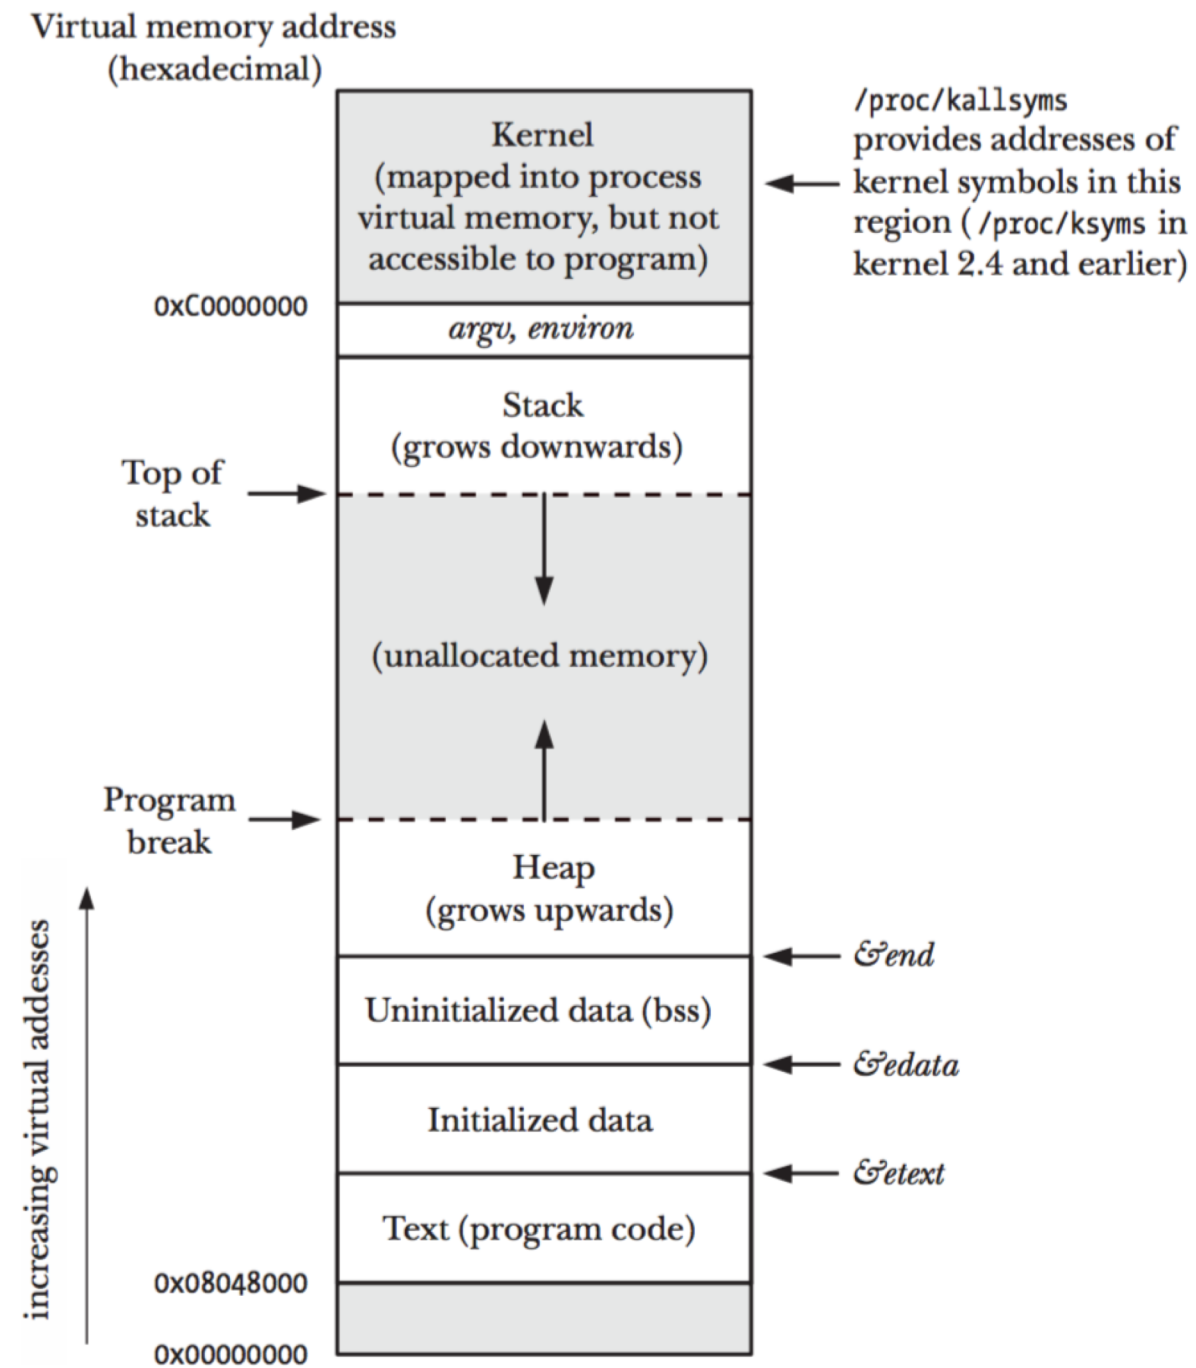 Virtual memory address
(hexadecimal)
Kernel
(mapped into process
virtual memory, but not
accessible to program)
/proc/kallsyms
provides addresses of
kernel symbols in this
region (/proc/ksyms in
kernel 2.4 and earlier)
0xC0000000
argv, environ
Stack
(grows downwards)
Top of
stack
(unallocated memory)
Program
break
Heap
(grows upwards)
&end
Uninitialized data (bss)
&edata
Initialized data
&etext
Text (program code)
0x08048000
0x00000000
increasing virtual addesses